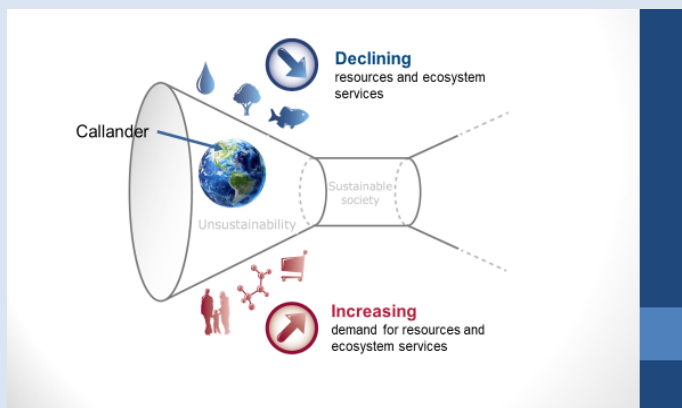 Declining
resources and ecosystem
services
Callander
Sustainable
society
Unsustainability
Increasing
demand for resources and
ecosystem services